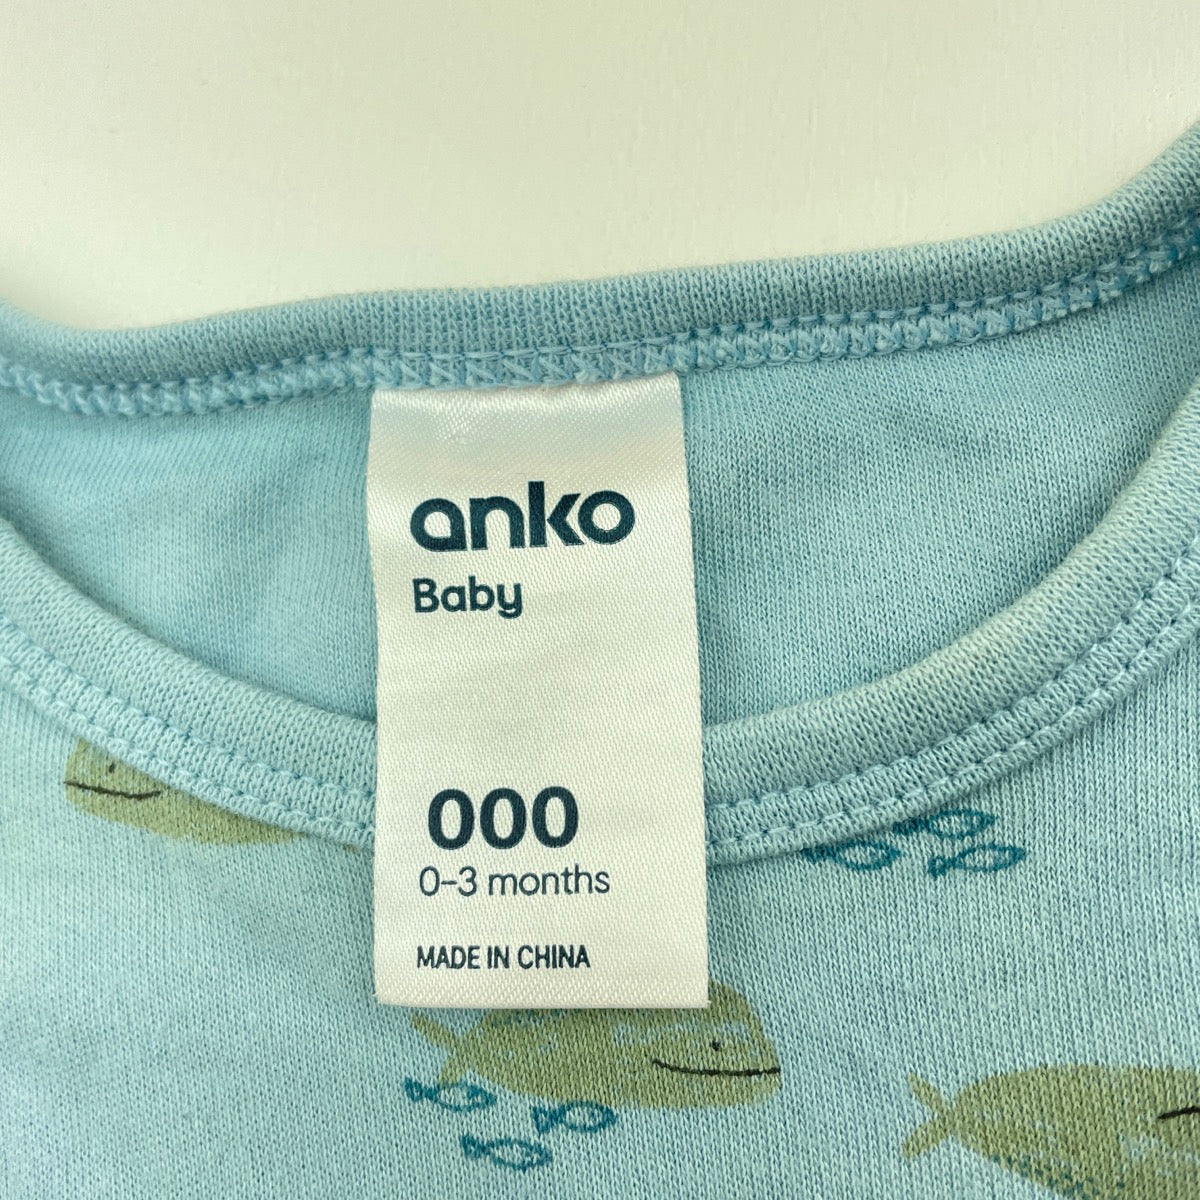 anko
Baby
000
0–3 months
MADE IN CHINA